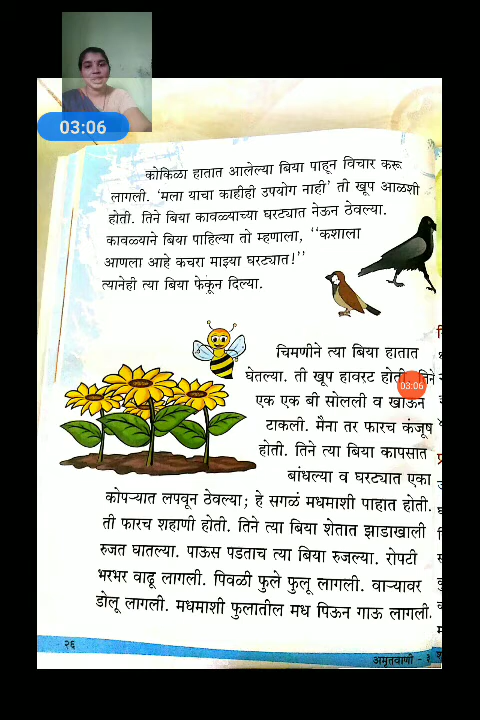 03:06
कोकिळा हातात आलेल्या बिया पाहून विचार करू
लागली. 'मला याचा काहीही उपयोग नाही' ती खूप आळशी
होती. तिने बिया कावळ्याच्या घरट्यात नेऊन ठेवल्या.
कावळ्याने बिया पाहिल्या तो म्हणाला, "कशाला
आणला आहे कचरा माझ्या घरट्यात!"
त्यानेही त्या बिया फेकून दिल्या.
चिमणीने त्या बिया हातात
घेतल्या. ती खूप हावरट होती. तिने
03:06
एक एक बी सोलली व खाऊन
टाकली. मैना तर फारच कंजूष
होती. तिने त्या बिया कापसात
बांधल्या व घरट्यात एका
कोपऱ्यात लपवून ठेवल्या; हे सगळं मधमाशी पाहात होती.
ती फारच शहाणी होती. तिने त्या बिया शेतात झाडाखाली
रुजत घातल्या. पाऊस पडताच त्या बिया रुजल्या. रोपटी
भरभर वाढू लागली. पिवळी फुले फुलू लागली. वाऱ्यावर
डोलू लागली. मधमाशी फुलातील मध पिऊन गाऊ लागली.
२६
अमृतवाणी -